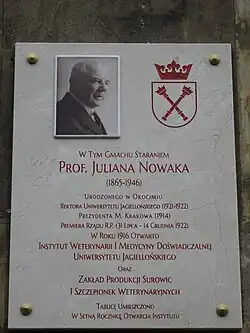 W Tym Gmachu Staraniem
Prof. Juliana Nowaka
(1865-1946)
Urodzonego w Okocimiu
Rektora Uniwersytetu Jagiellońskiego (1921-1922)
Prezydenta M. Krakowa (1914)
Premiera Rządu R.P. (31 Lipca - 14 Grudnia 1922)
W Roku 1916 Otwarto
Instytut Weterynarii i Medycyny Doświadczalnej
Uniwersytetu Jagiellońskiego
oraz
Zakład Produkcji Surowic
i Szczepionek Weterynaryjnych
Tablicę Umieszczono
w Setną Rocznicę Otwarcia Instytutu